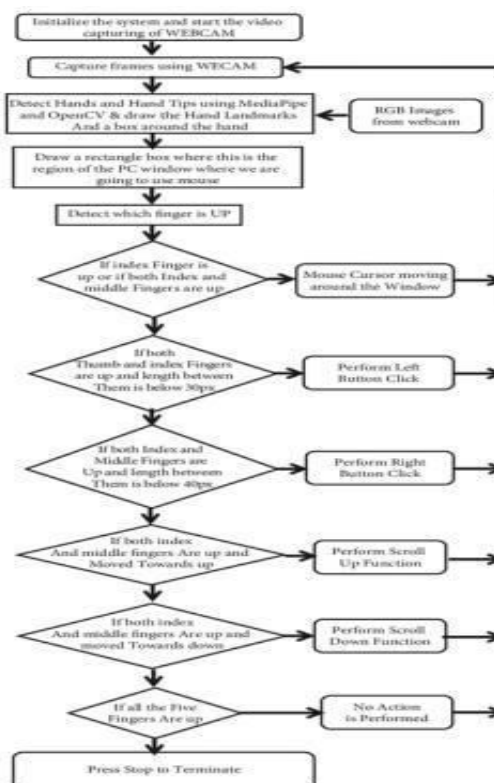 Initialize the system and start the video
capturing of WEBCAM
Capture frames using WECAM
Detect Hands and Hand Tips using MediaPipe
and OpenCV & draw the Hand Landmarks
And a box around the hand
RGB Images
from webcam
Draw a rectangle box where this is the
region of the PC window where we are
going to use mouse
Detect which finger is UP
If index Finger is
up or if both Index and
middle Fingers are up
Mouse Cursor moving
around the Window
If both
Thumb and index Fingers
are up and length between
Them is below 30px
Perform Left
Button Click
If both Index and
Middle Fingers are
Up and length between
Them is below 40px
Perform Right
Button Click
If both index
And middle fingers Are up and
Moved Towards up
Perform Scroll
Up Function
If both index
And middle fingers Are up and
moved Towards down
Perform Scroll
Down Function
If all the Five
Fingers Are up
No Action
is Performed
Press Stop to Terminate